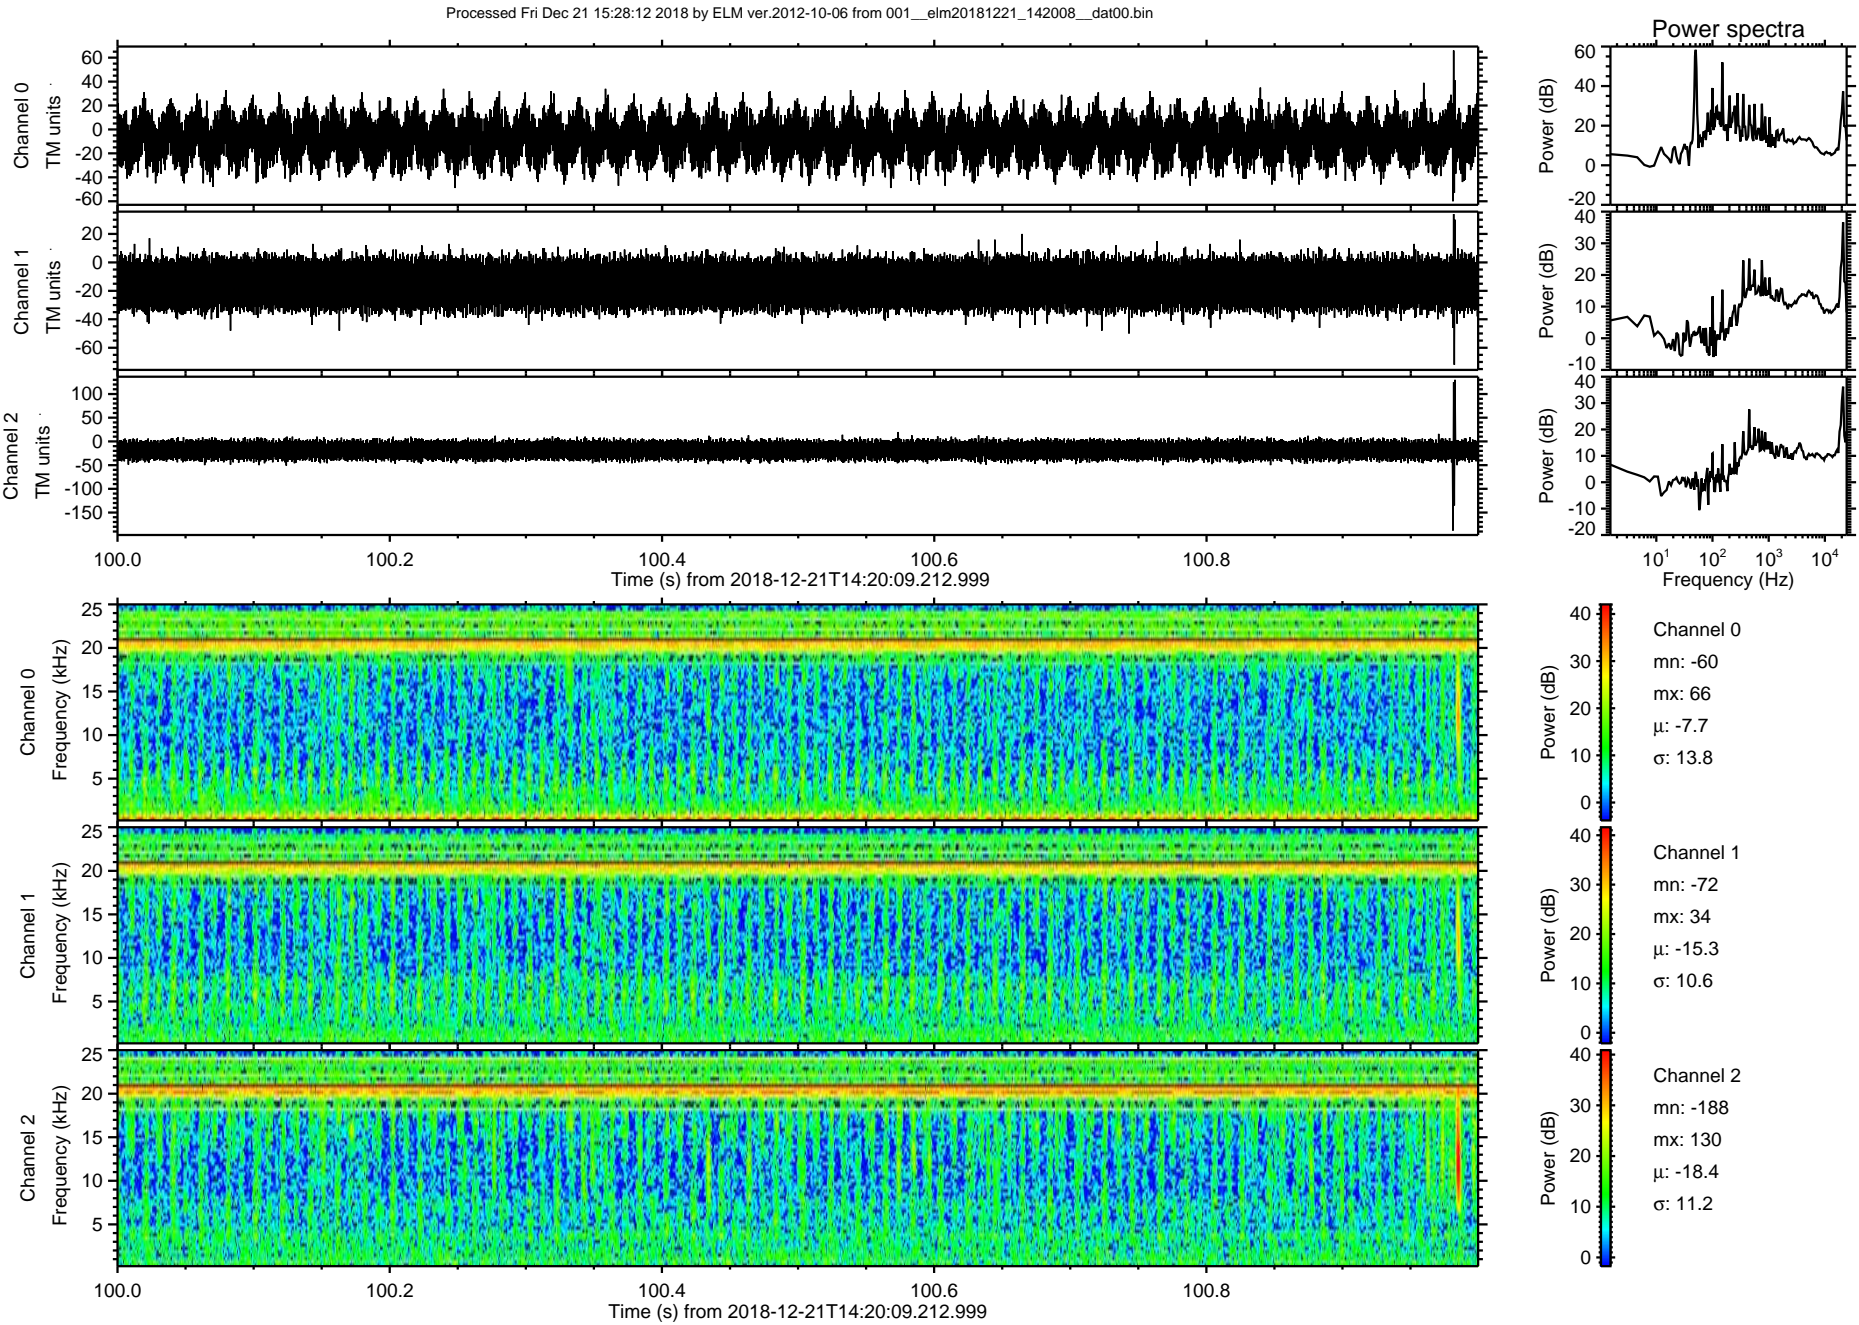 Processed Fri Dec 21 15:28:12 2018 by ELM ver.2012-10-06 from 001__elm20181221_142008__dat00.bin
Power spectra
Channel 0
TM units
60
40
20
0
-20
-40
-60
Power (dB)
60
40
20
0
-20
Channel 1
TM units
20
0
-20
-40
-60
Power (dB)
40
30
20
10
0
-10
Channel 2
TM units
100
50
0
-50
-100
-150
Power (dB)
40
30
20
10
0
-10
-20
100.0 100.2 100.4 100.6 100.8
Time (s) from 2018-12-21T14:20:09.212.999
10¹ 10² 10³ 10⁴
Frequency (Hz)
Channel 0
Frequency (kHz)
25
20
15
10
5
Power (dB)
40
30
20
10
0
Channel 0
mn: -60
mx: 66
μ: -7.7
σ: 13.8
Channel 1
Frequency (kHz)
25
20
15
10
5
Power (dB)
40
30
20
10
0
Channel 1
mn: -72
mx: 34
μ: -15.3
σ: 10.6
Channel 2
Frequency (kHz)
25
20
15
10
5
Power (dB)
40
30
20
10
0
Channel 2
mn: -188
mx: 130
μ: -18.4
σ: 11.2
100.0 100.2 100.4 100.6 100.8
Time (s) from 2018-12-21T14:20:09.212.999